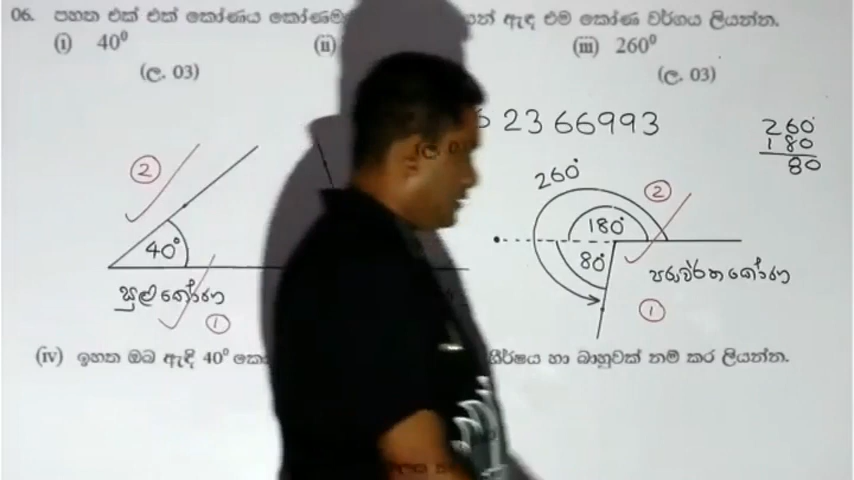 06. පහත එක් එක් කෝණය ඇඳ එම කෝණ වර්ගය ලියන්න.
(i) 40⁰ (ii) (iii) 260⁰
(ල. 03) (ල. 03)
23 66993
260°
180
80
② 260° ②
40° 180°
80°
සුළු කෝණ පරාවර්ත කෝණ
① ①
(iv) ඉහත ඔබ ඇඳි 40⁰ ශීර්ෂය හා බාහුවක් නම් කර ලියන්න.